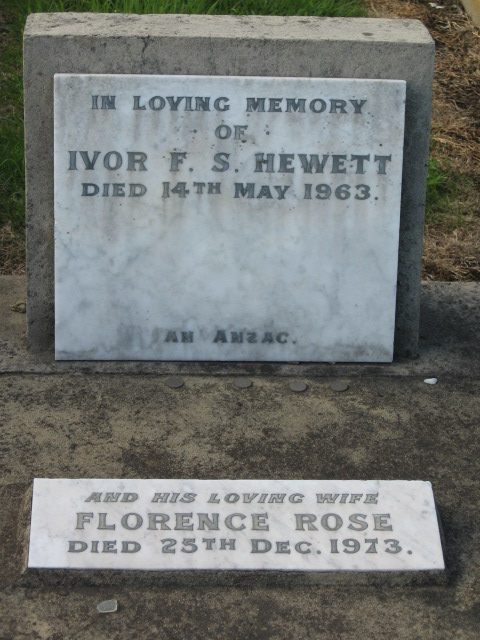 IN LOVING MEMORY
OF
IVOR F. S. HEWETT
DIED 14TH MAY 1963.
AN ANZAC.
AND HIS LOVING WIFE
FLORENCE ROSE
DIED 25TH DEC. 1973.